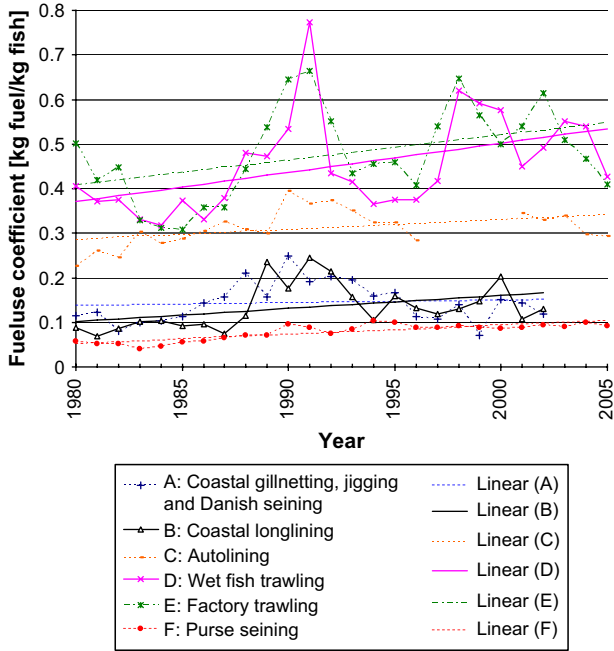 Fueluse coefficient [kg fuel/kg fish]
0.8
0.7
0.6
0.5
0.4
0.3
0.2
0.1
0
1980
1985
1990
1995
2000
2005
Year
A: Coastal gillnetting, jigging
and Danish seining
B: Coastal longlining
C: Autolining
D: Wet fish trawling
E: Factory trawling
F: Purse seining
Linear (A)
Linear (B)
Linear (C)
Linear (D)
Linear (E)
Linear (F)